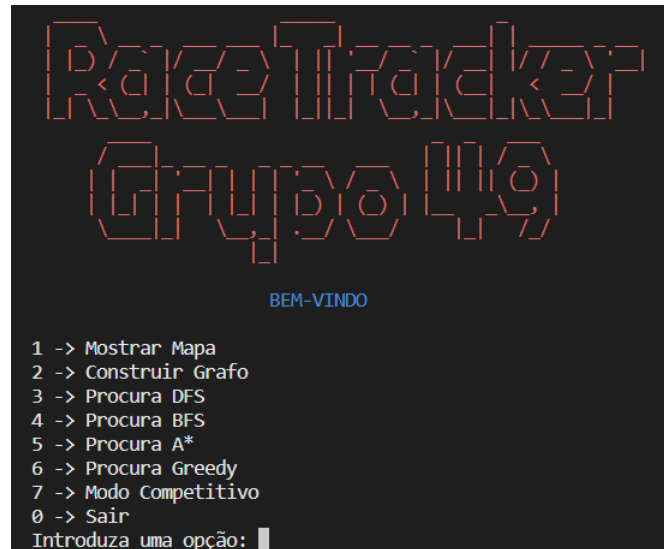 RaceTracker
Grupo 49
BEM-VINDO
1 -> Mostrar Mapa
2 -> Construir Grafo
3 -> Procura DFS
4 -> Procura BFS
5 -> Procura A*
6 -> Procura Greedy
7 -> Modo Competitivo
0 -> Sair
Introduza uma opção: